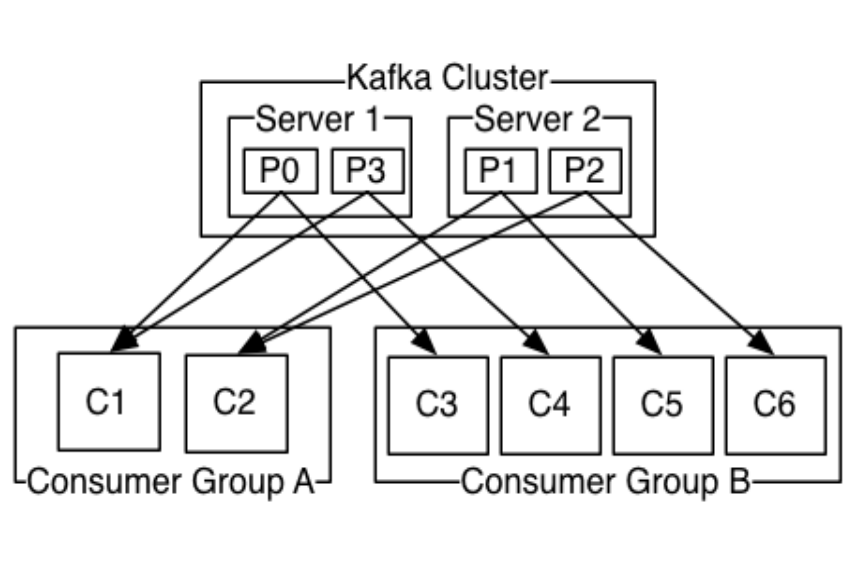 Kafka Cluster
Server 1
Server 2
P0
P3
P1
P2
C1
C2
C3
C4
C5
C6
Consumer Group A
Consumer Group B